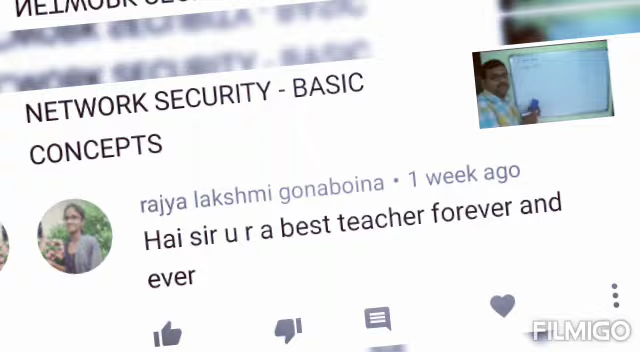 NETWORK SECURITY - BASIC
CONCEPTS
rajya lakshmi gonaboina • 1 week ago
Hai sir u r a best teacher forever and
ever
FILMIGO